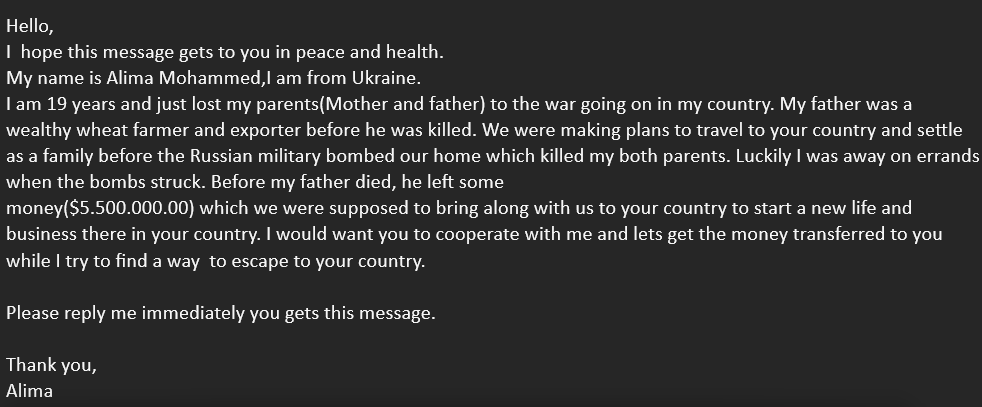 Hello,
I  hope this message gets to you in peace and health.
My name is Alima Mohammed,I am from Ukraine.
I am 19 years and just lost my parents(Mother and father) to the war going on in my country. My father was a
wealthy wheat farmer and exporter before he was killed. We were making plans to travel to your country and settle
as a family before the Russian military bombed our home which killed my both parents. Luckily I was away on errands
when the bombs struck. Before my father died, he left some
money($5.500.000.00) which we were supposed to bring along with us to your country to start a new life and
business there in your country. I would want you to cooperate with me and lets get the money transferred to you
while I try to find a way  to escape to your country.
Please reply me immediately you gets this message.
Thank you,
Alima